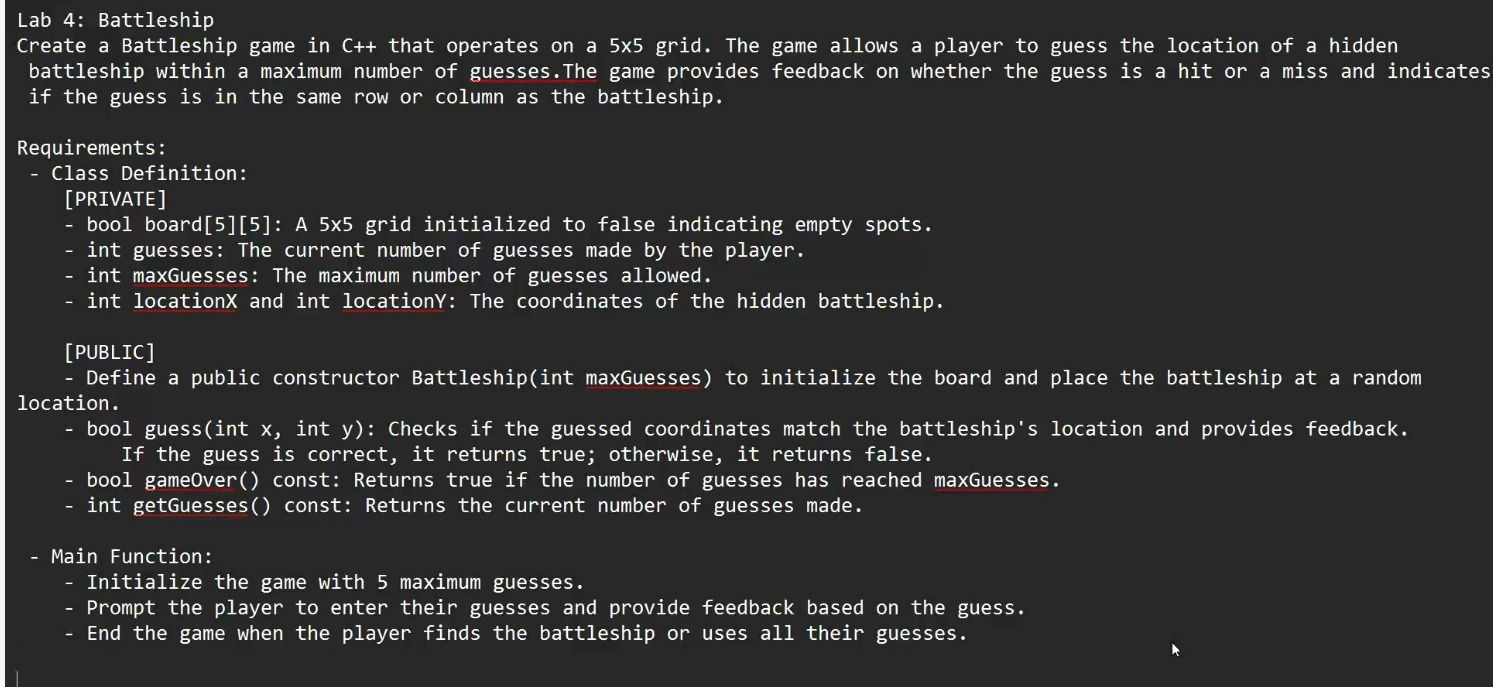 Lab 4: Battleship
Create a Battleship game in C++ that operates on a 5x5 grid. The game allows a player to guess the location of a hidden
battleship within a maximum number of guesses.The game provides feedback on whether the guess is a hit or a miss and indicates
if the guess is in the same row or column as the battleship.
Requirements:
- Class Definition:
[PRIVATE]
- bool board[5][5]: A 5x5 grid initialized to false indicating empty spots.
- int guesses: The current number of guesses made by the player.
- int maxGuesses: The maximum number of guesses allowed.
- int locationX and int locationY: The coordinates of the hidden battleship.
[PUBLIC]
- Define a public constructor Battleship(int maxGuesses) to initialize the board and place the battleship at a random
location.
- bool guess(int x, int y): Checks if the guessed coordinates match the battleship's location and provides feedback.
If the guess is correct, it returns true; otherwise, it returns false.
- bool gameOver() const: Returns true if the number of guesses has reached maxGuesses.
- int getGuesses() const: Returns the current number of guesses made.
- Main Function:
- Initialize the game with 5 maximum guesses.
- Prompt the player to enter their guesses and provide feedback based on the guess.
- End the game when the player finds the battleship or uses all their guesses.